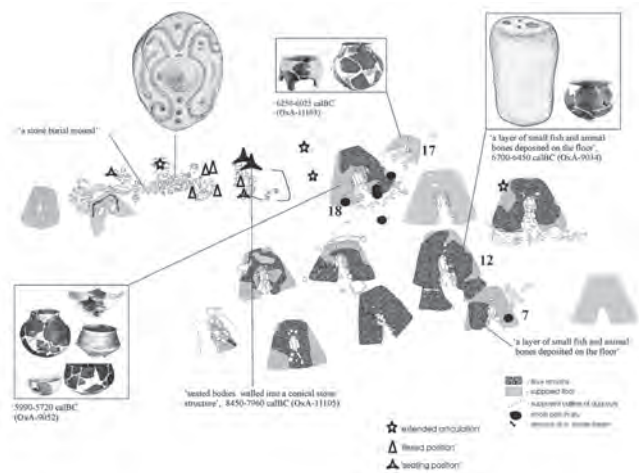 'a stone burial mound'
6250-6025 calBC
(OxA-11103)
'a layer of small fish and animal
bones deposited on the floor',
6700-6450 calBC (OxA-9034)
17
18
12
7
5990-5720 calBC
(OxA-9052)
'seated bodies walled into a conical stone
structure', 8450-7960 calBC (OxA-11105)
'a layer of small fish and animal
bones deposited on the floor'
'extended articulation'
'flexed position'
'seating position'
- supposed floor